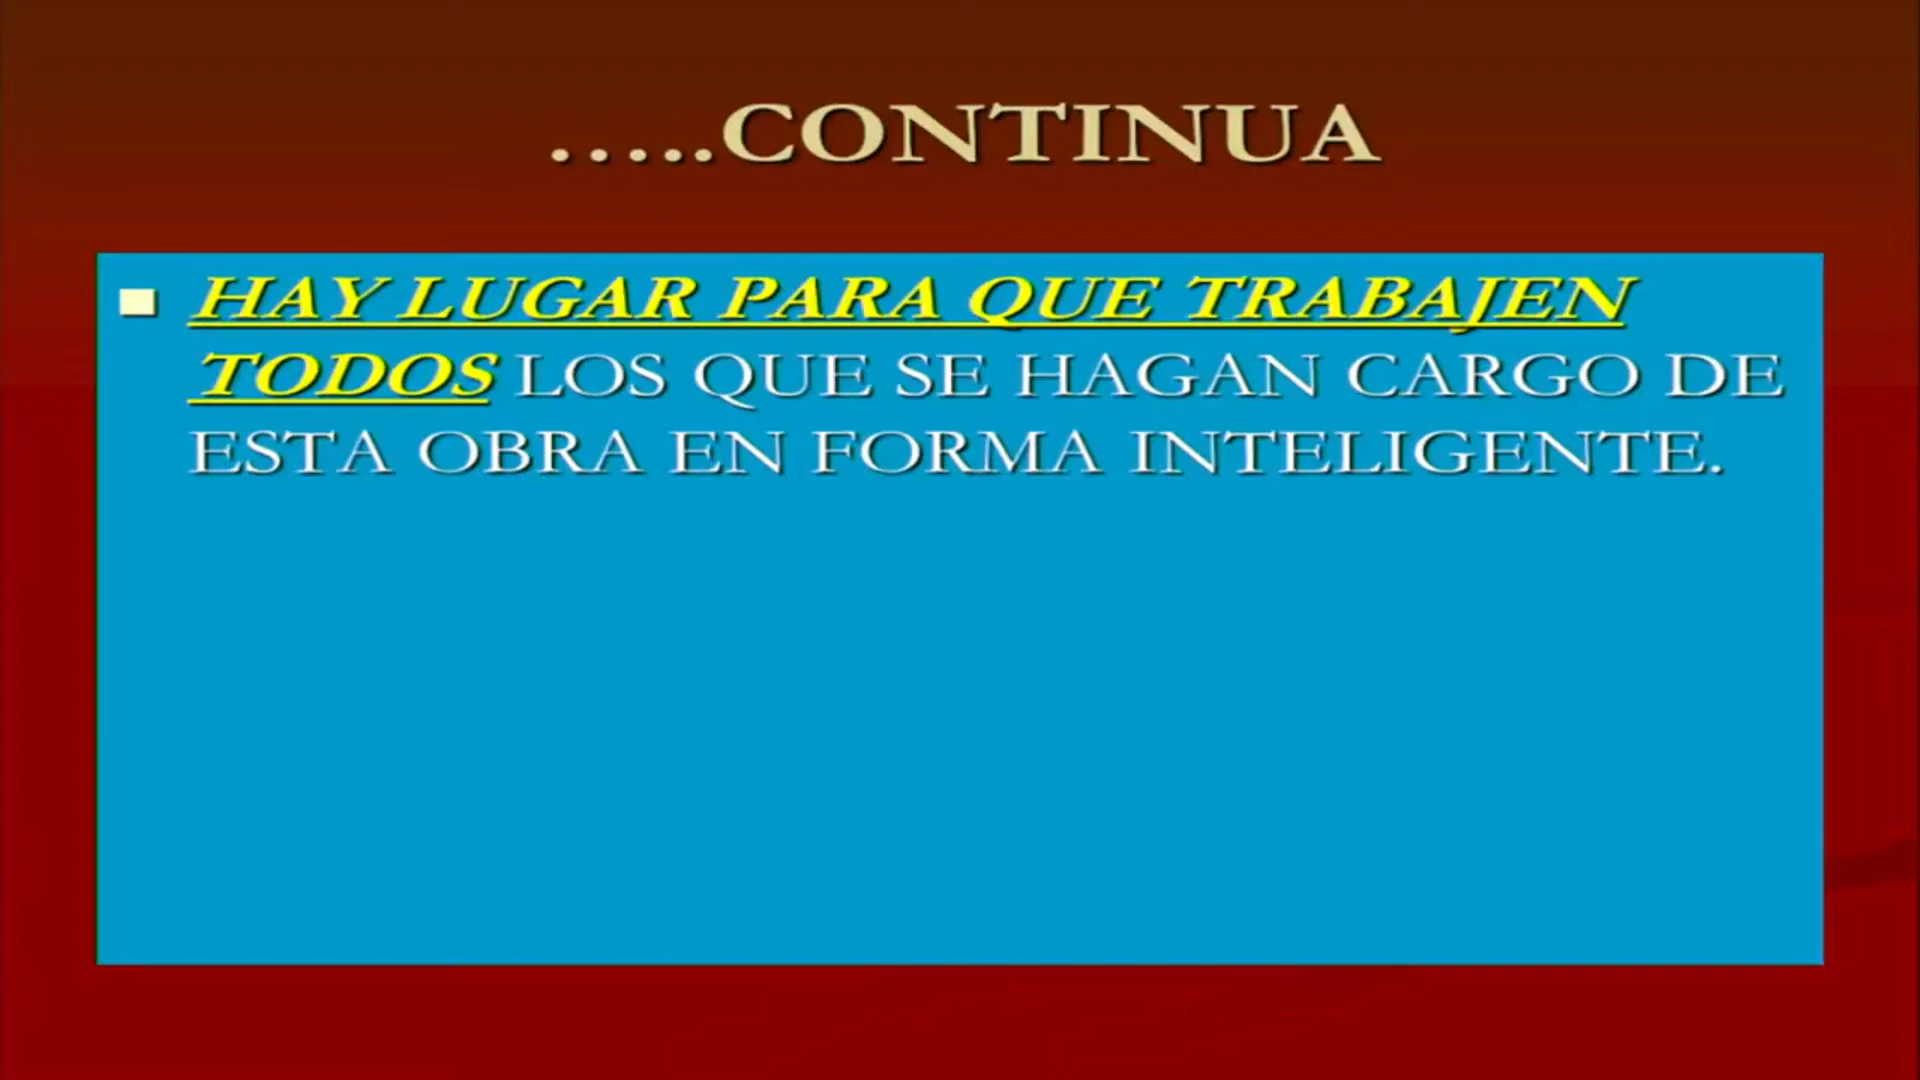 .....CONTINUA
HAY LUGAR PARA QUE TRABAJEN
TODOS LOS QUE SE HAGAN CARGO DE
ESTA OBRA EN FORMA INTELIGENTE.